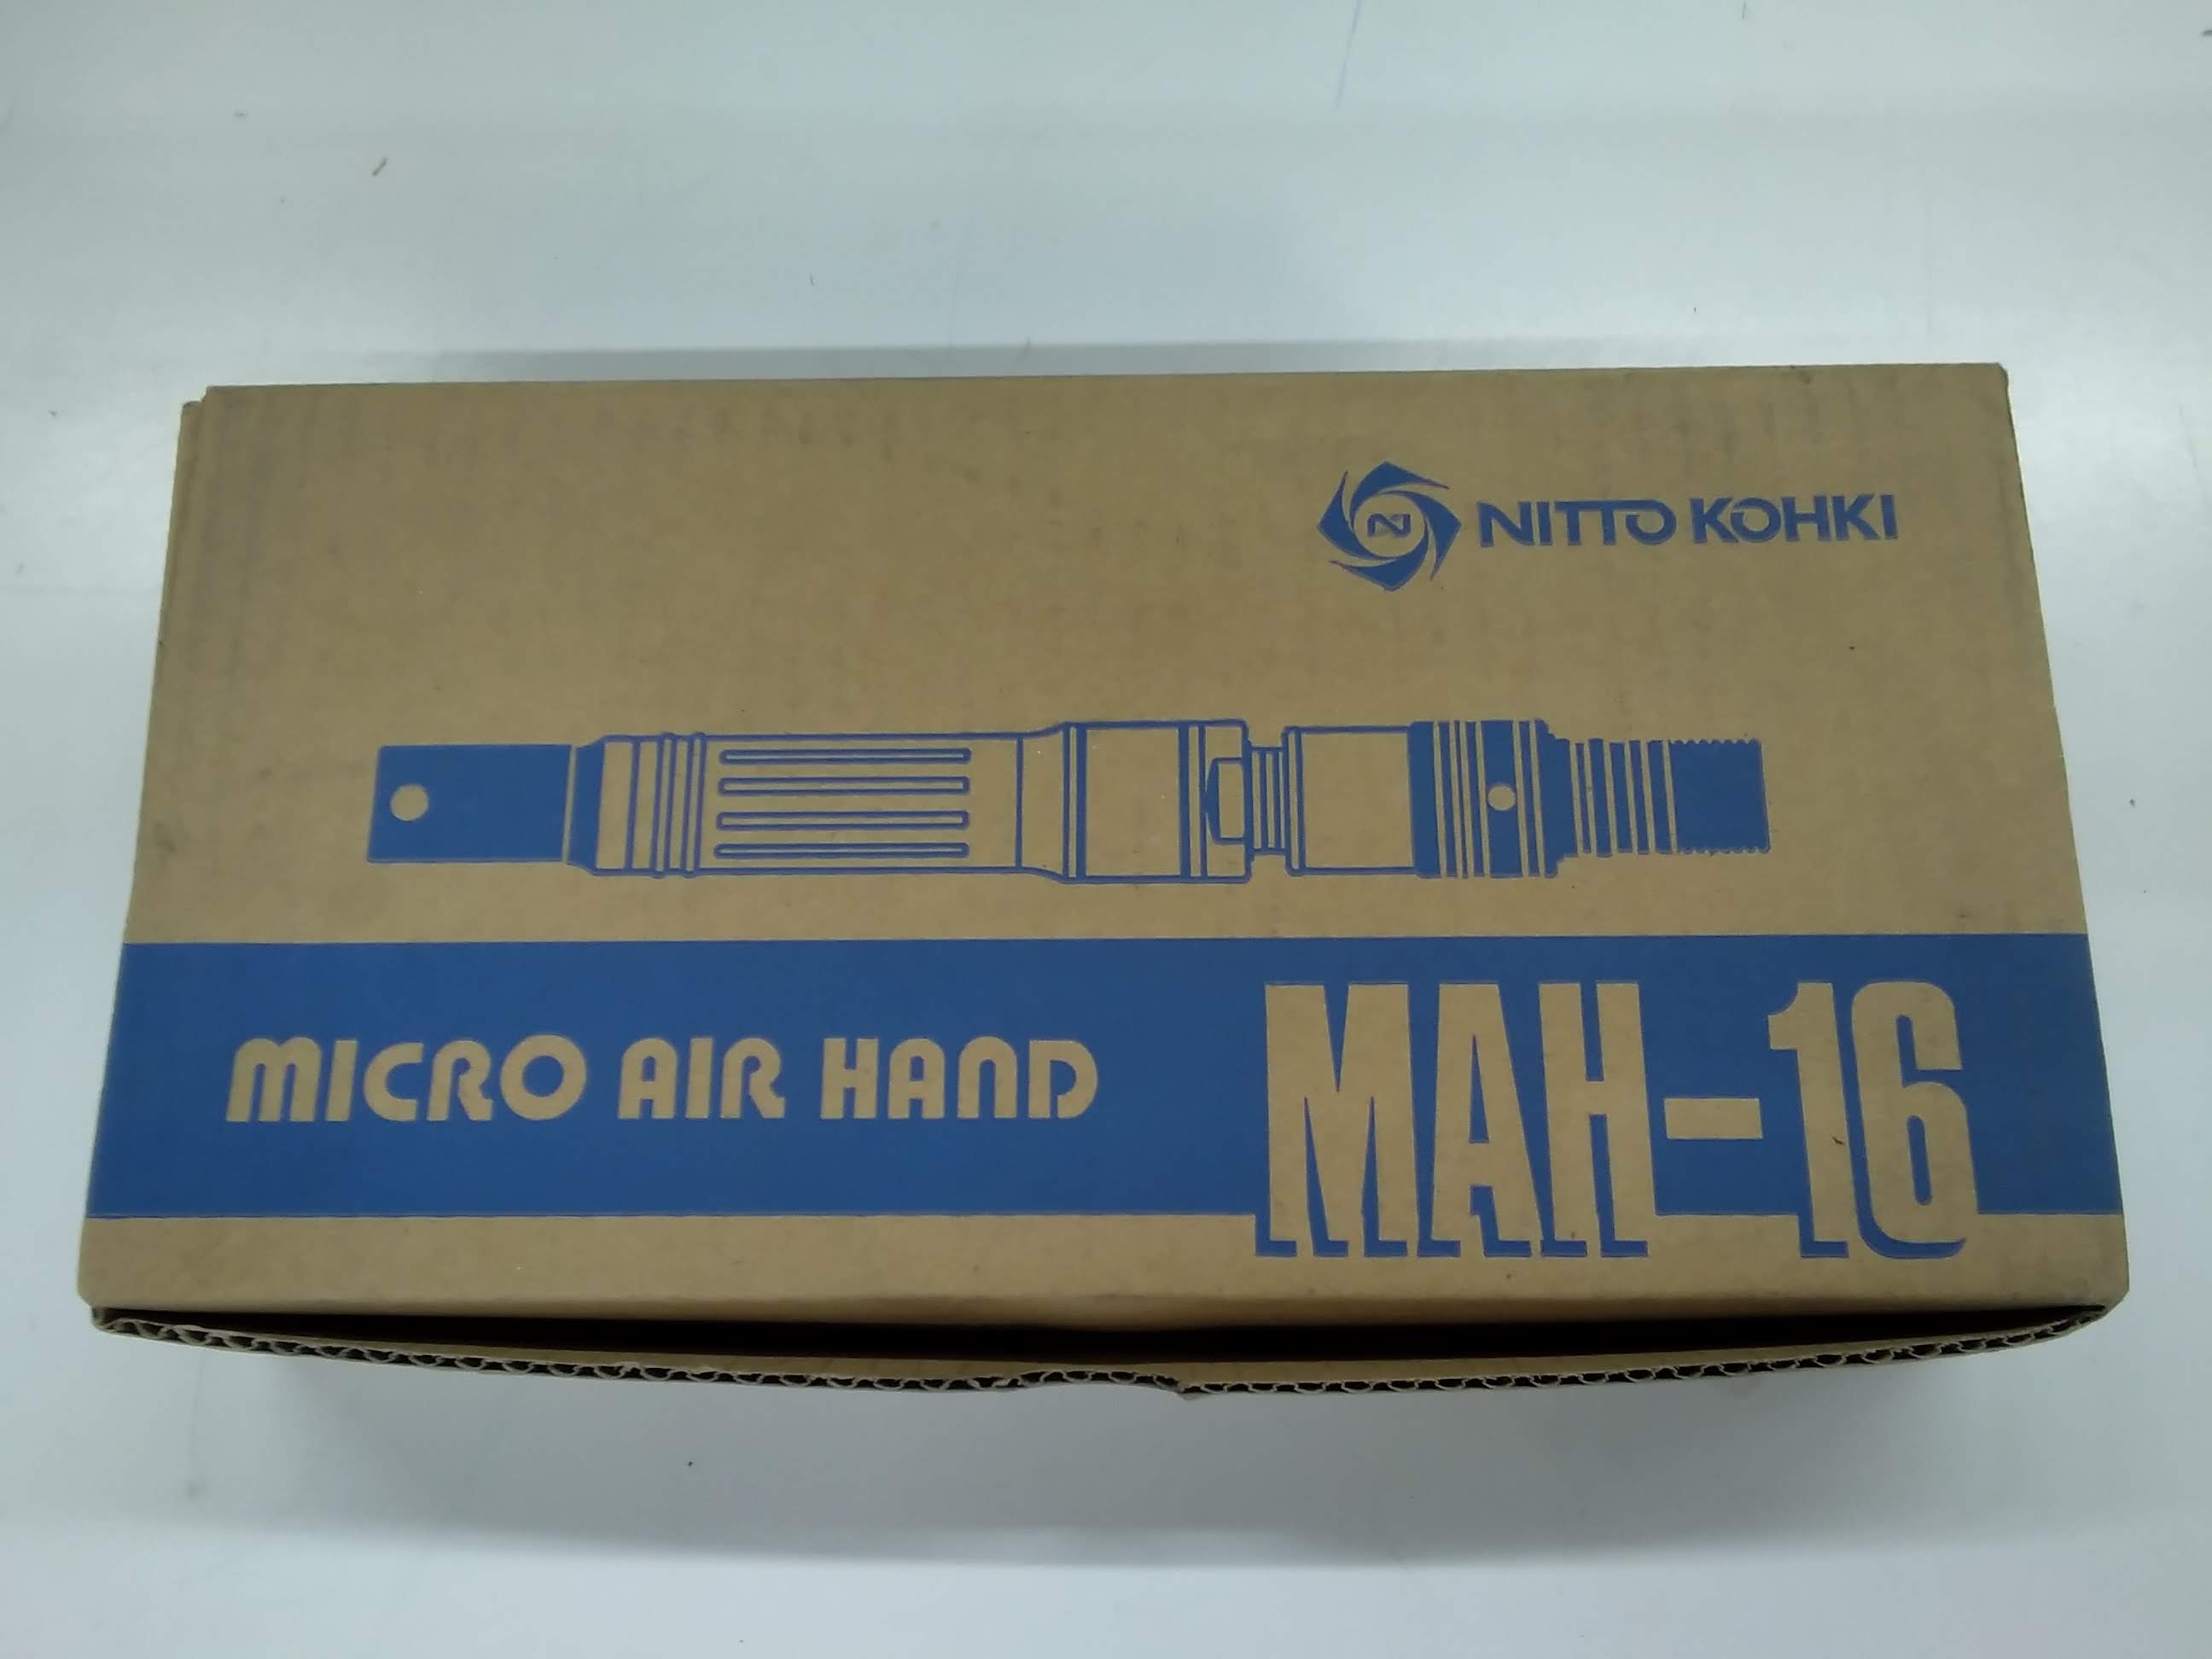 N NITTO KOHKI
MICRO AIR HAND MAH-16